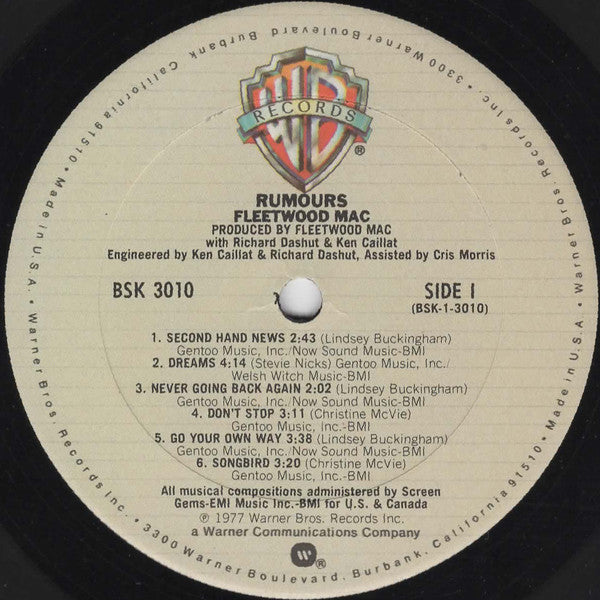 WB
RECORDS
®
RUMOURS
FLEETWOOD MAC
PRODUCED BY FLEETWOOD MAC
with Richard Dashut & Ken Caillat
Engineered by Ken Caillat & Richard Dashut, Assisted by Cris Morris
BSK 3010
SIDE 1
(BSK-1-3010)
1. SECOND HAND NEWS 2:43 (Lindsey Buckingham)
Gentoo Music, Inc./Now Sound Music-BMI
2. DREAMS 4:14 (Stevie Nicks) Gentoo Music, Inc./
Welsh Witch Music-BMI
3. NEVER GOING BACK AGAIN 2:02 (Lindsey Buckingham)
Gentoo Music, Inc./Now Sound Music-BMI
4. DON'T STOP 3:11 (Christine McVie)
Gentoo Music, Inc.-BMI
5. GO YOUR OWN WAY 3:38 (Lindsey Buckingham)
Gentoo Music, Inc./Now Sound Music-BMI
6. SONGBIRD 3:20 (Christine McVie)
Gentoo Music, Inc.-BMI
All musical compositions administered by Screen
Gems-EMI Music Inc.-BMI for U.S. & Canada
℗ 1977 Warner Bros. Records Inc.
a Warner Communications Company
®
Warner Bros. Records Inc. • 3300 Warner Boulevard, Burbank, California 91510 • Made in U.S.A. • Warner Bros. Records Inc. • 3300 Warner Boulevard, Burbank, California 91510 • Made in U.S.A. •